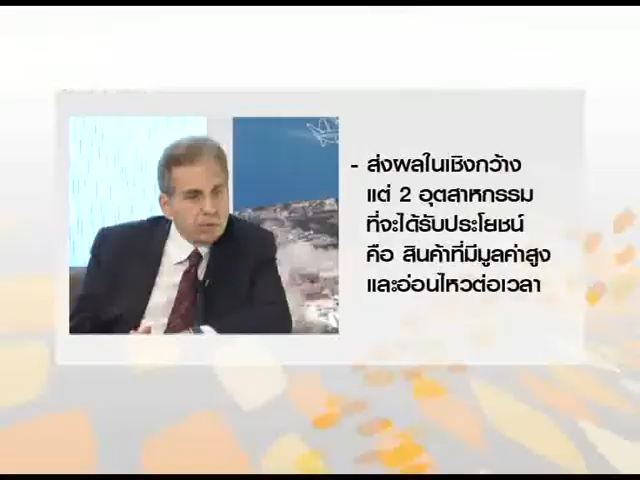 - ส่งผลในเชิงกว้าง
แต่ 2 อุตสาหกรรม
ที่จะได้รับประโยชน์
คือ สินค้าที่มีมูลค่าสูง
และอ่อนไหวต่อเวลา